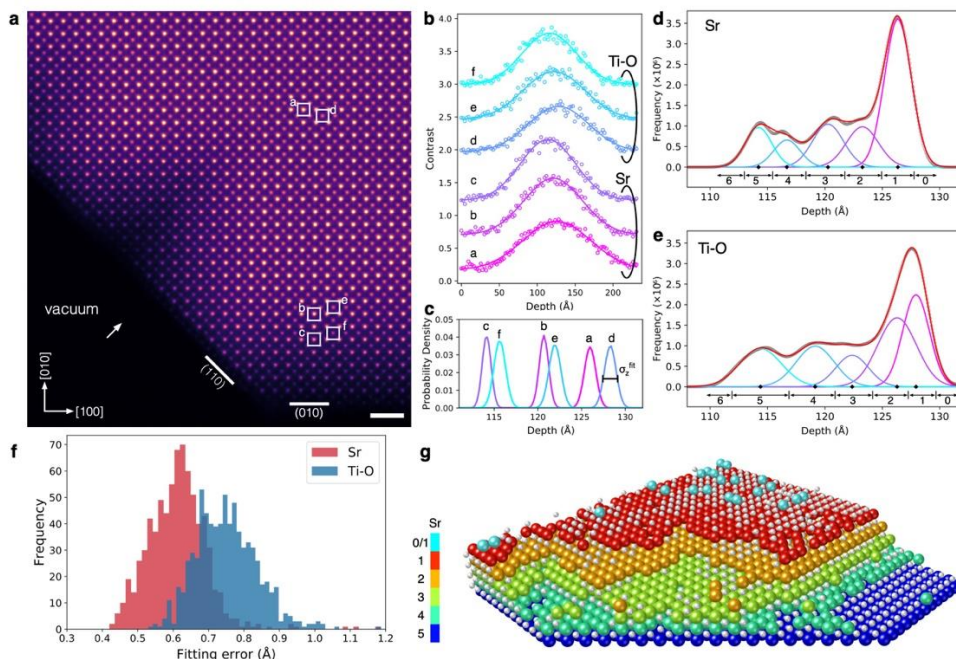 a
a
d
b
e
c
f
vacuum
(110)
(010)
[010]
[100]
b
Contrast
4.0
3.5
3.0
2.5
2.0
1.5
1.0
0.5
0.0
f
e
d
c
b
a
Ti-O
Sr
0 50 100 150 200
Depth (Å)
c
Probability Density
0.05
0.04
0.03
0.02
0.01
0.00
c f b e a d
σzfit
115 120 125 130
Depth (Å)
d
Sr
Frequency (×10⁶)
3.5
3.0
2.5
2.0
1.5
1.0
0.5
0.0
6 5 4 3 2 1 0
110 115 120 125 130
Depth (Å)
e
Ti-O
Frequency (×10⁶)
3.5
3.0
2.5
2.0
1.5
1.0
0.5
0.0
6 5 4 3 2 1 0
110 115 120 125 130
Depth (Å)
f
Sr
Ti-O
Frequency
70
60
50
40
30
20
10
0
0.3 0.4 0.5 0.6 0.7 0.8 0.9 1.0 1.1 1.2
Fitting error (Å)
g
Sr
0/1
1
2
3
4
5